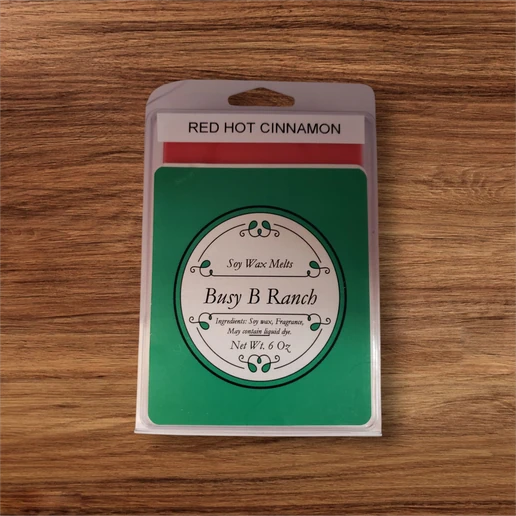 RED HOT CINNAMON
Soy Wax Melts
Busy B Ranch
Ingredients: Soy wax, Fragrance,
May contain liquid dye.
Net Wt. 6 Oz